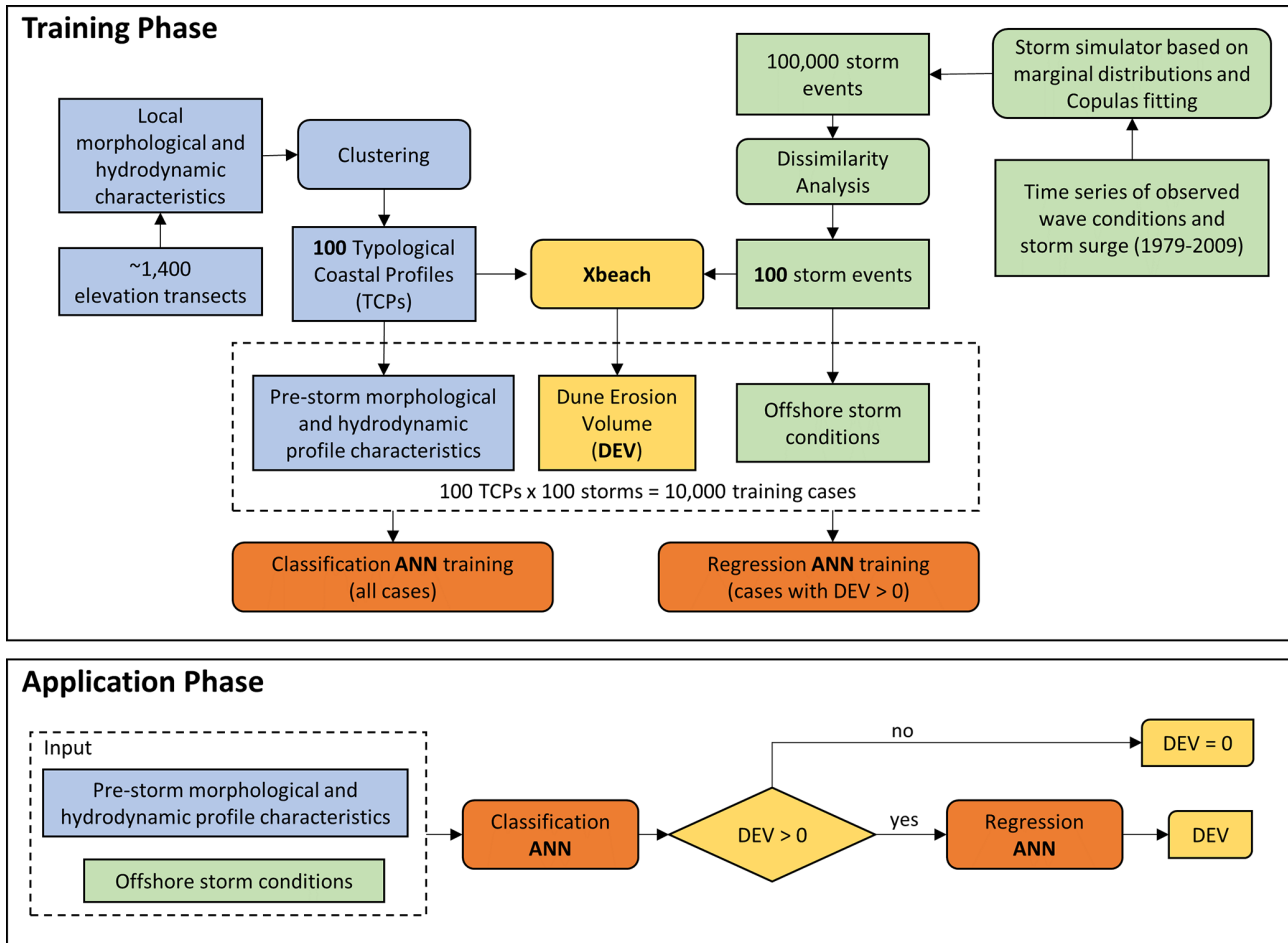 Training Phase
Local
morphological and
hydrodynamic
characteristics
~1,400
elevation transects
Clustering
100 Typological
Coastal Profiles
(TCPs)
Xbeach
100,000 storm
events
Storm simulator based on
marginal distributions and
Copulas fitting
Dissimilarity
Analysis
Time series of observed
wave conditions and
storm surge (1979-2009)
100 storm events
Pre-storm morphological
and hydrodynamic
profile characteristics
Dune Erosion
Volume
(DEV)
Offshore storm
conditions
100 TCPs x 100 storms = 10,000 training cases
Classification ANN training
(all cases)
Regression ANN training
(cases with DEV > 0)
Application Phase
Input
Pre-storm morphological and
hydrodynamic profile characteristics
Offshore storm conditions
Classification
ANN
DEV > 0
no
DEV = 0
yes
Regression
ANN
DEV